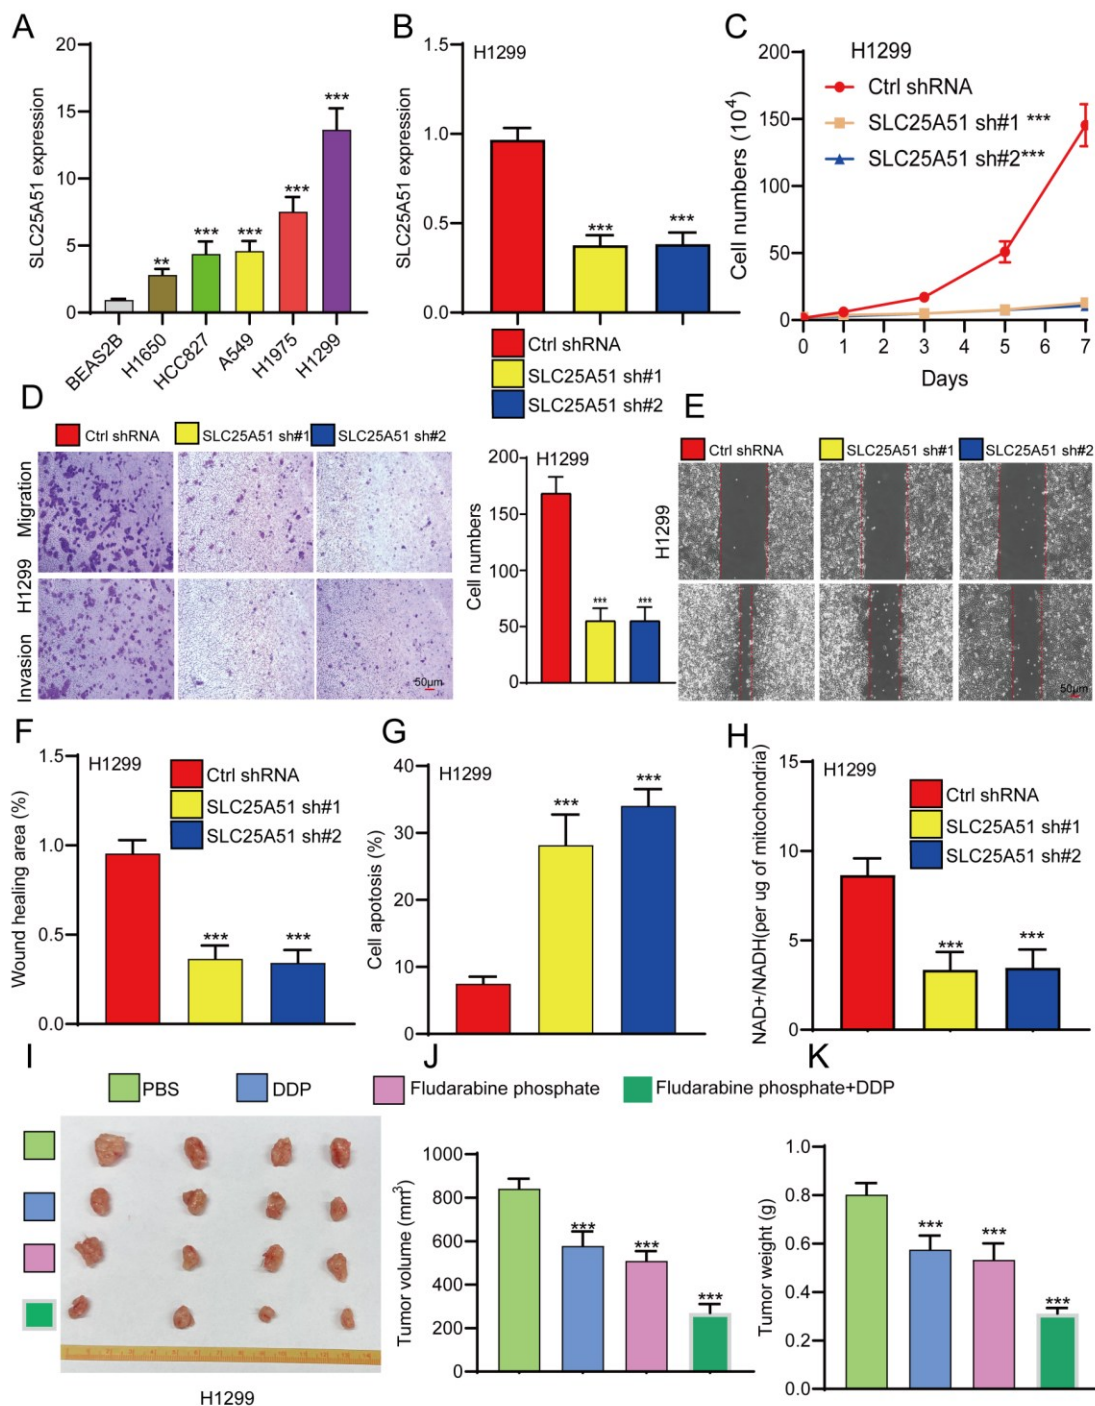 A
SLC25A51 expression
20
15
10
5
0
**
***
***
***
***
BEAS2B
H1650
HCC827
A549
H1975
H1299
B
SLC25A51 expression
1.5
1.0
0.5
0.0
H1299
***
***
Ctrl shRNA
SLC25A51 sh#1
SLC25A51 sh#2
C
Cell numbers (10⁴)
200
150
100
50
0
H1299
Ctrl shRNA
SLC25A51 sh#1 ***
SLC25A51 sh#2***
0 1 2 3 4 5 6 7
Days
D
Ctrl shRNA
SLC25A51 sh#1
SLC25A51 sh#2
Migration
H1299
Invasion
50μm
Cell numbers
200
150
100
50
0
H1299
***
***
E
Ctrl shRNA
SLC25A51 sh#1
SLC25A51 sh#2
H1299
50μm
F
Wound healing area (%)
1.5
1.0
0.5
0.0
H1299
Ctrl shRNA
SLC25A51 sh#1
SLC25A51 sh#2
***
***
G
Cell apotosis (%)
40
30
20
10
0
H1299
***
***
H
NAD+/NADH(per ug of mitochondria)
15
10
5
0
H1299
Ctrl shRNA
SLC25A51 sh#1
SLC25A51 sh#2
***
***
I
J
K
PBS
DDP
Fludarabine phosphate
Fludarabine phosphate+DDP
H1299
Tumor volume (mm³)
1000
800
600
400
200
0
***
***
***
Tumor weight (g)
1.0
0.8
0.6
0.4
0.2
0.0
***
***
***